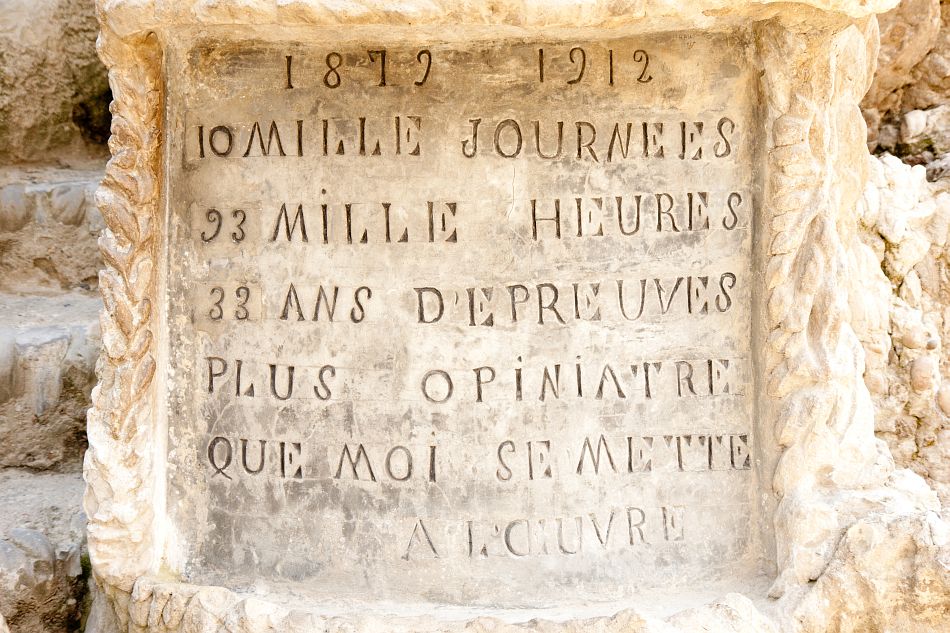 1879 1912
10 MILLE JOURNEES
93 MiLLE HEURES
33 ANS D'EPREUVES
PLUS OPiNiATRE
QUE MOi SE METTE
A L'ŒUVRE